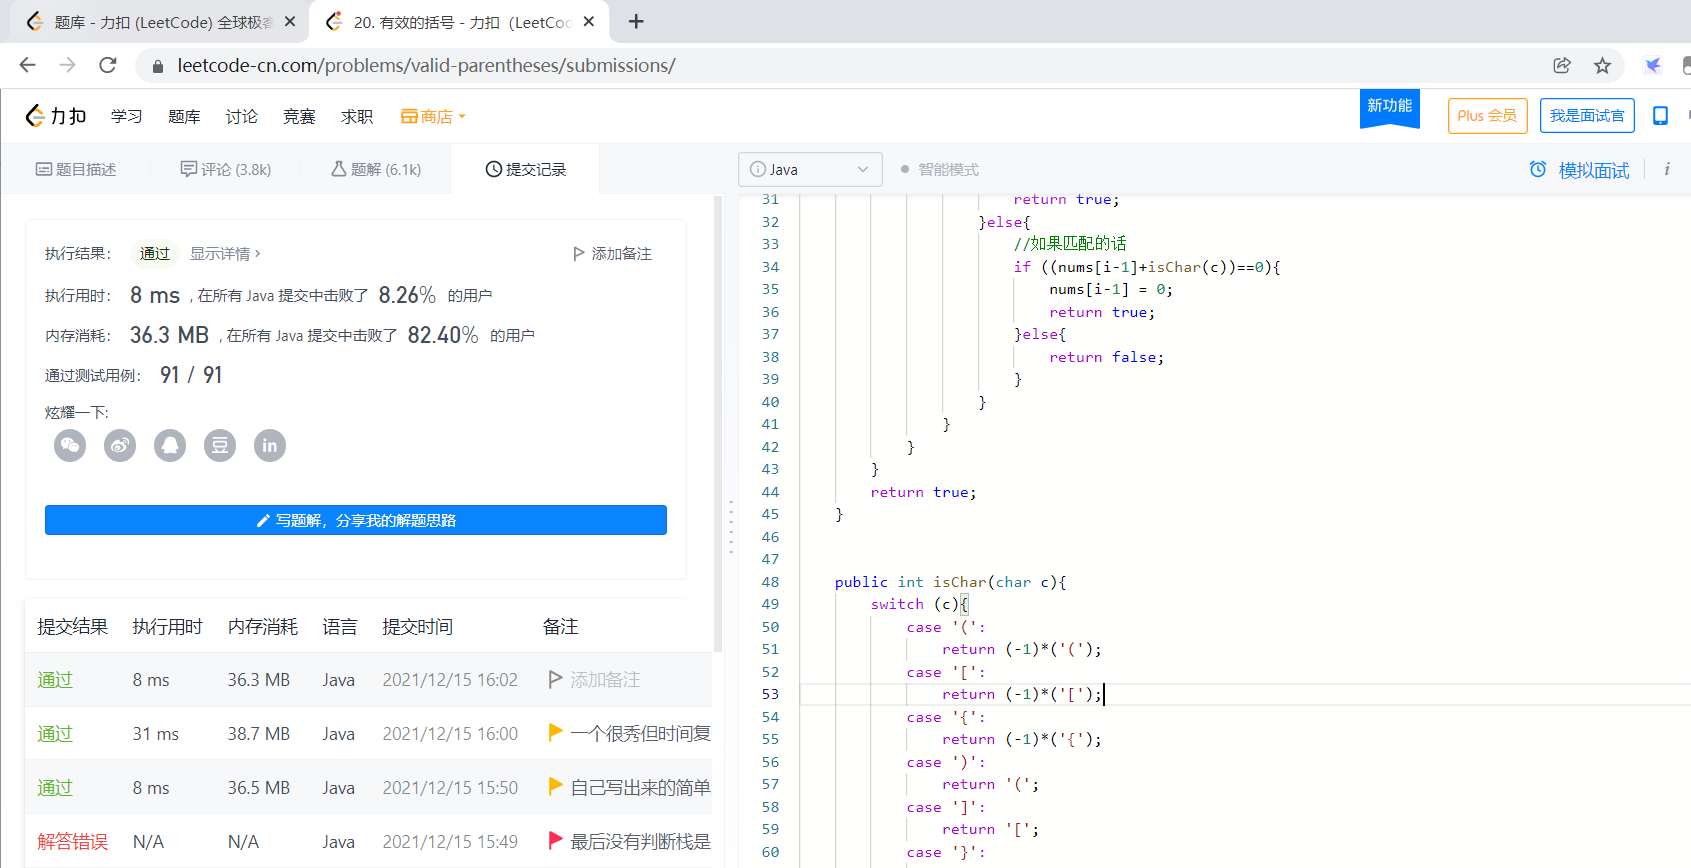 题库 - 力扣 (LeetCode) 全球极客
20. 有效的括号 - 力扣（LeetCo
leetcode-cn.com/problems/valid-parentheses/submissions/
力扣 学习 题库 讨论 竞赛 求职 商店 新功能 Plus 会员 我是面试官
题目描述 评论 (3.8k) 题解 (6.1k) 提交记录 Java 智能模式 模拟面试 i
执行结果： 通过 显示详情 › 添加备注
执行用时： 8 ms , 在所有 Java 提交中击败了 8.26% 的用户
内存消耗： 36.3 MB , 在所有 Java 提交中击败了 82.40% 的用户
通过测试用例： 91 / 91
炫耀一下:
豆 in
写题解，分享我的解题思路
提交结果 执行用时 内存消耗 语言 提交时间 备注
通过 8 ms 36.3 MB Java 2021/12/15 16:02 添加备注
通过 31 ms 38.7 MB Java 2021/12/15 16:00 一个很秀但时间复
通过 8 ms 36.5 MB Java 2021/12/15 15:50 自己写出来的简单
解答错误 N/A N/A Java 2021/12/15 15:49 最后没有判断栈是
31 return true;
32 }else{
33 //如果匹配的话
34 if ((nums[i-1]+isChar(c))==0){
35 nums[i-1] = 0;
36 return true;
37 }else{
38 return false;
39 }
40 }
41 }
42 }
43 }
44 return true;
45 }
46
47
48 public int isChar(char c){
49 switch (c){
50 case '(':
51 return (-1)*('(');
52 case '[':
53 return (-1)*('[');
54 case '{':
55 return (-1)*('{');
56 case ')':
57 return '(';
58 case ']':
59 return '[';
60 case '}':